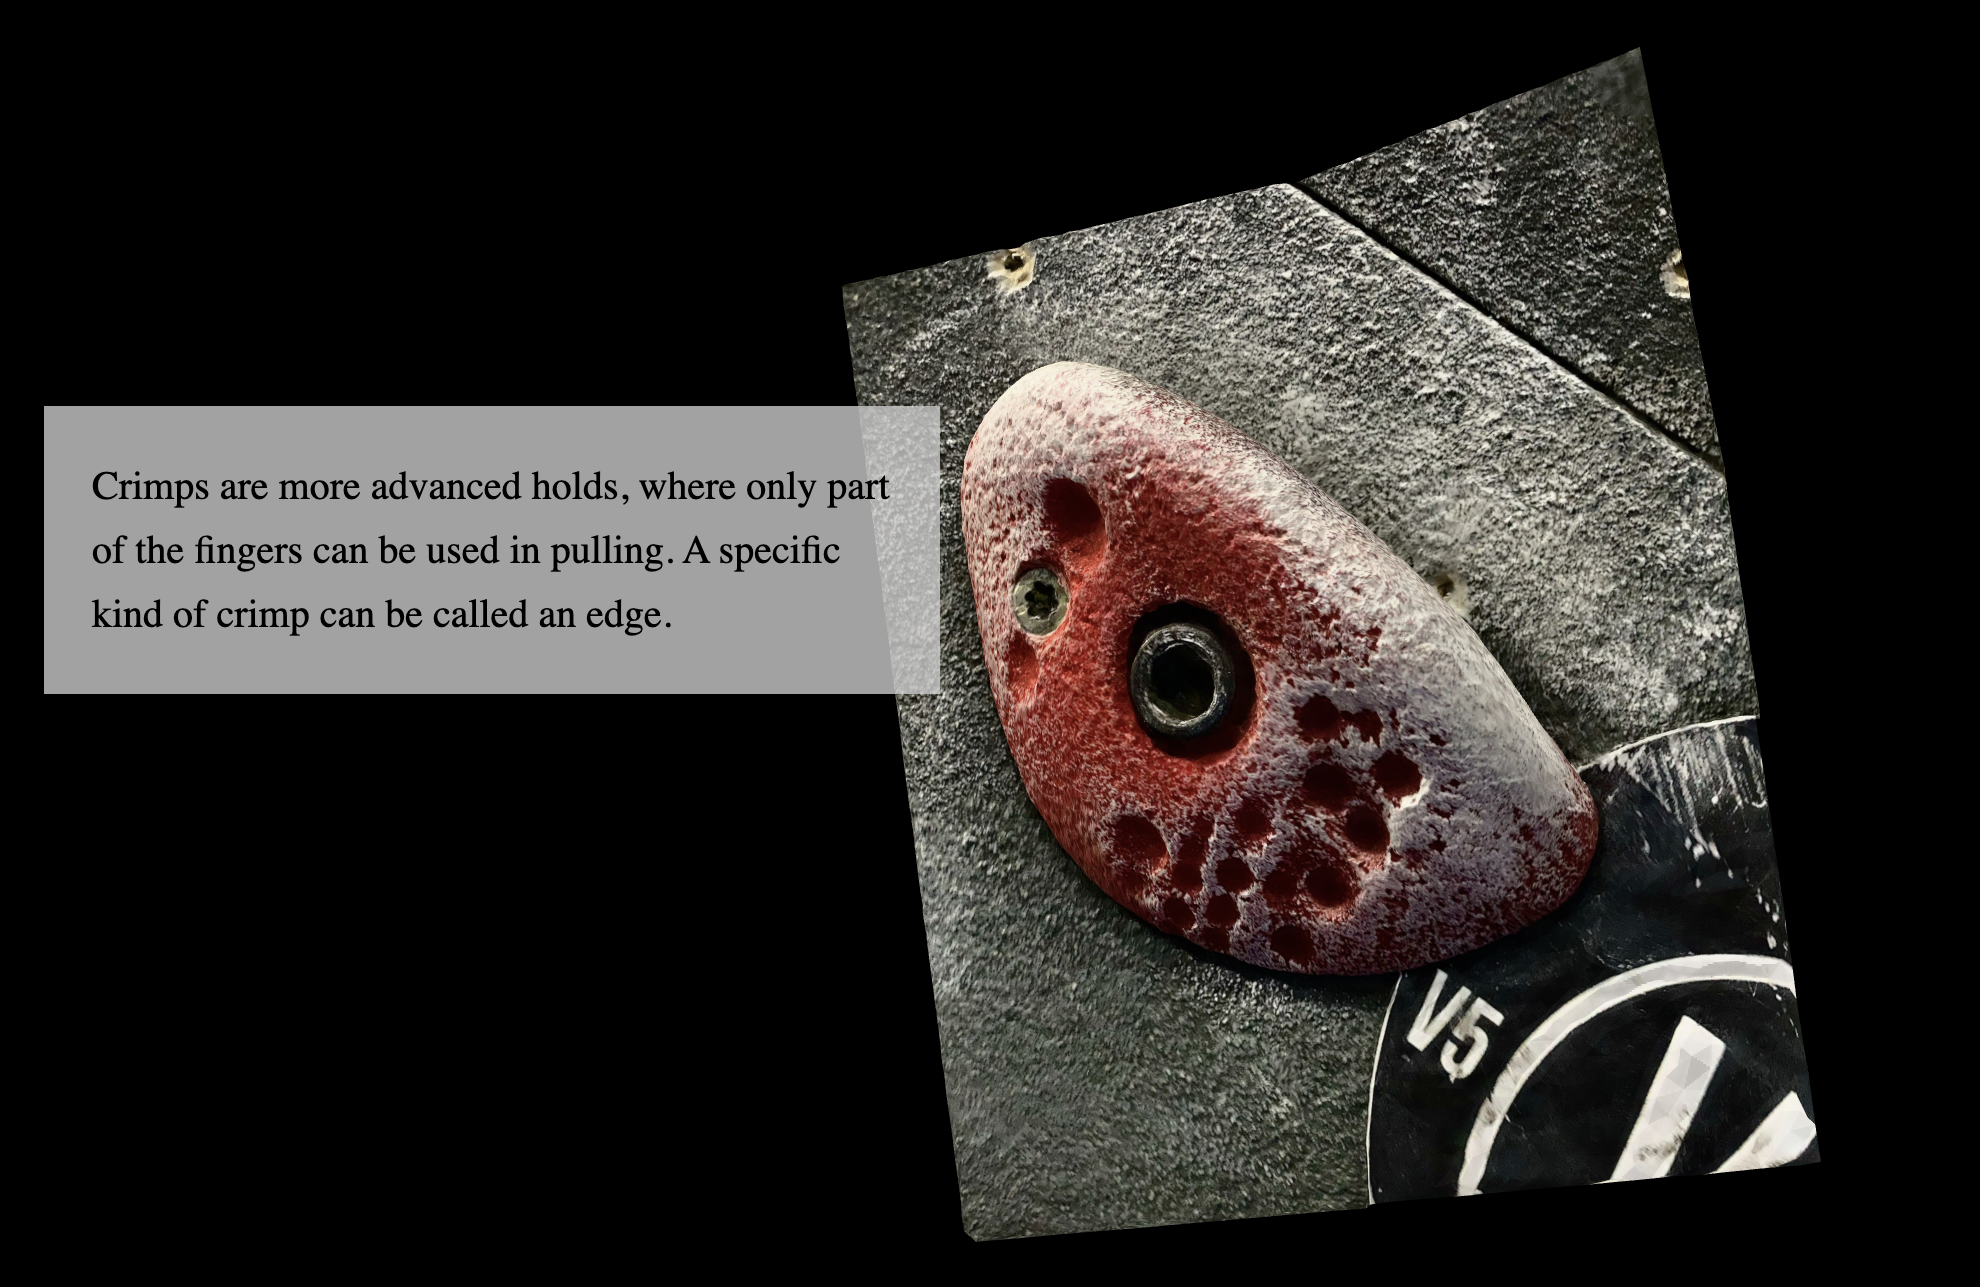 Crimps are more advanced holds, where only part
of the fingers can be used in pulling. A specific
kind of crimp can be called an edge.
V5